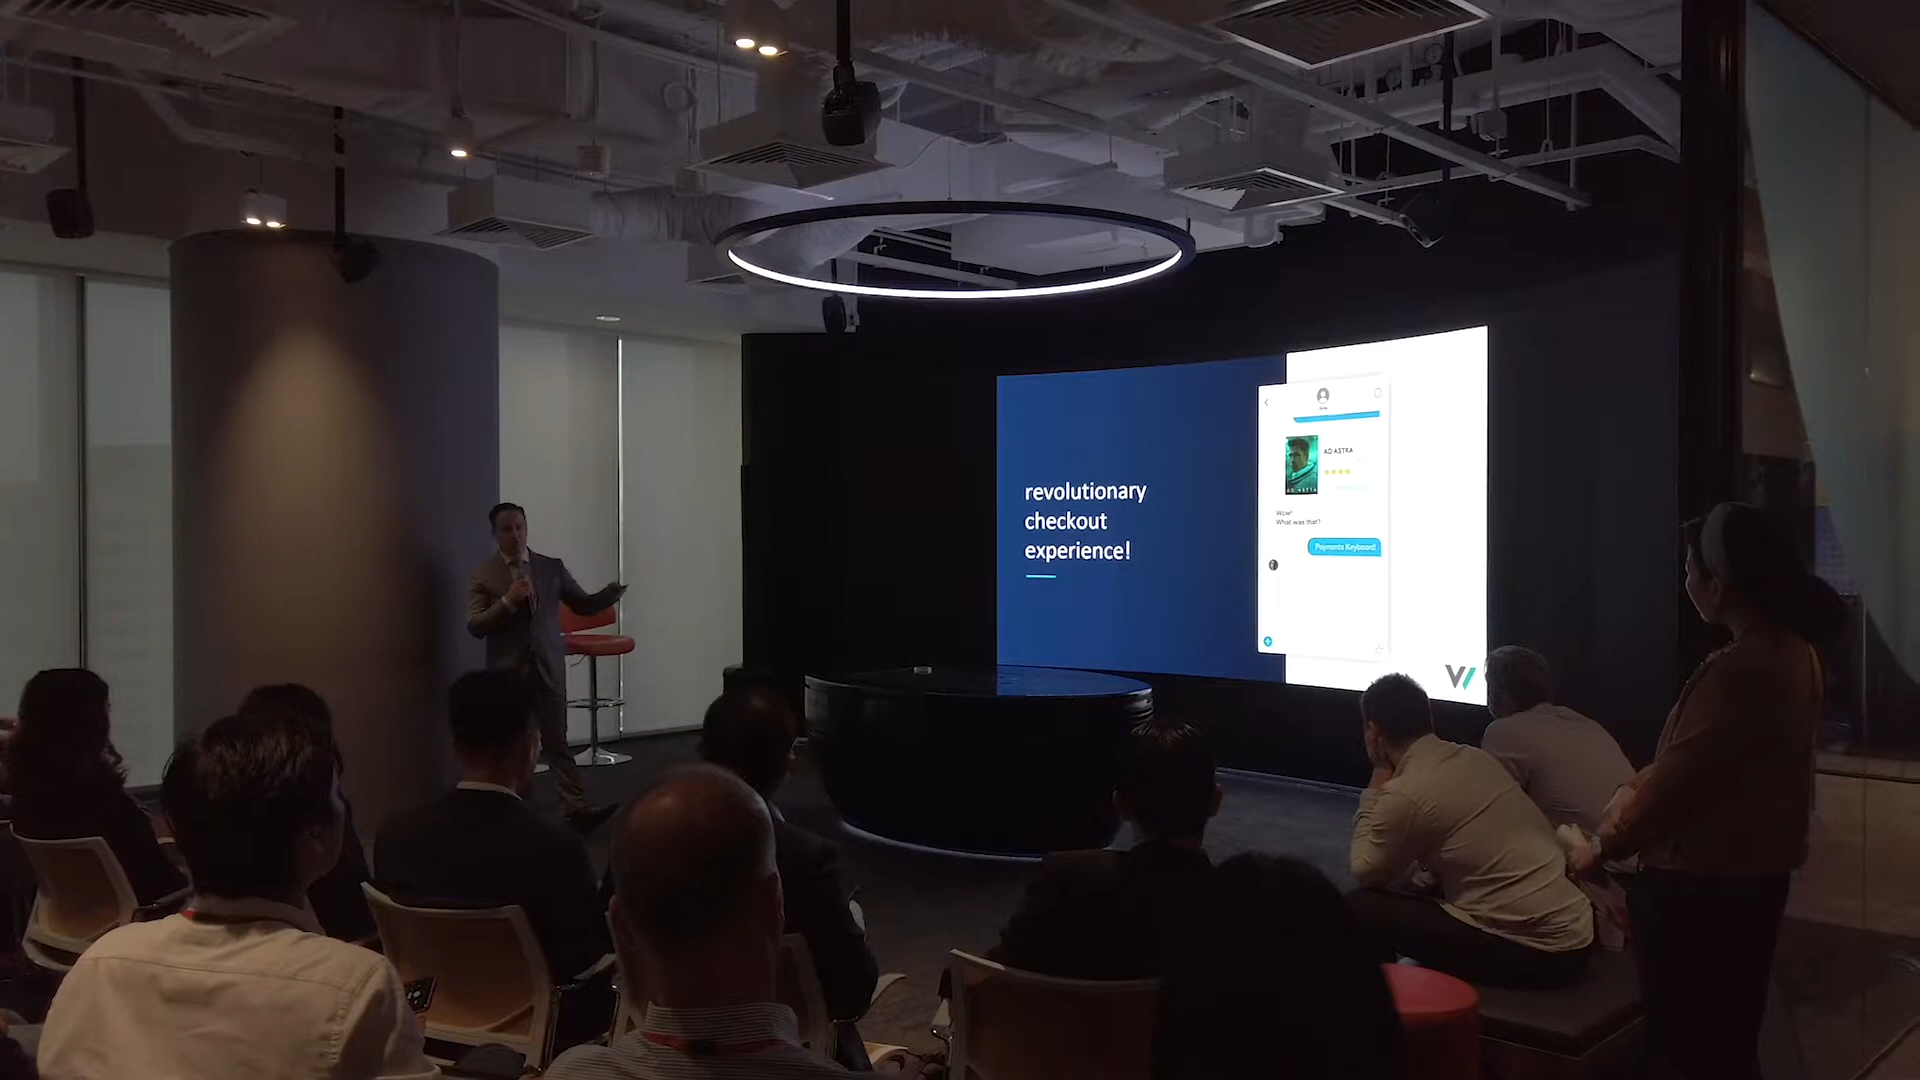 revolutionary
checkout
experience!
AD ASTRA
Wow!
What was that?
Payments Keyboard!